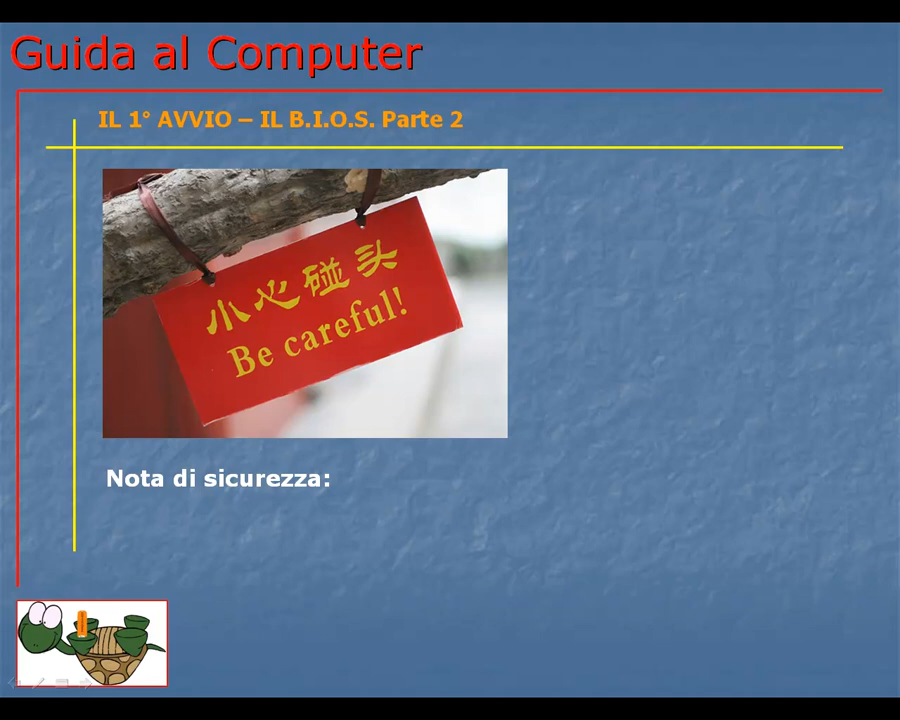 Guida al Computer
IL 1° AVVIO – IL B.I.O.S. Parte 2
小心碰头
Be careful!
Nota di sicurezza: